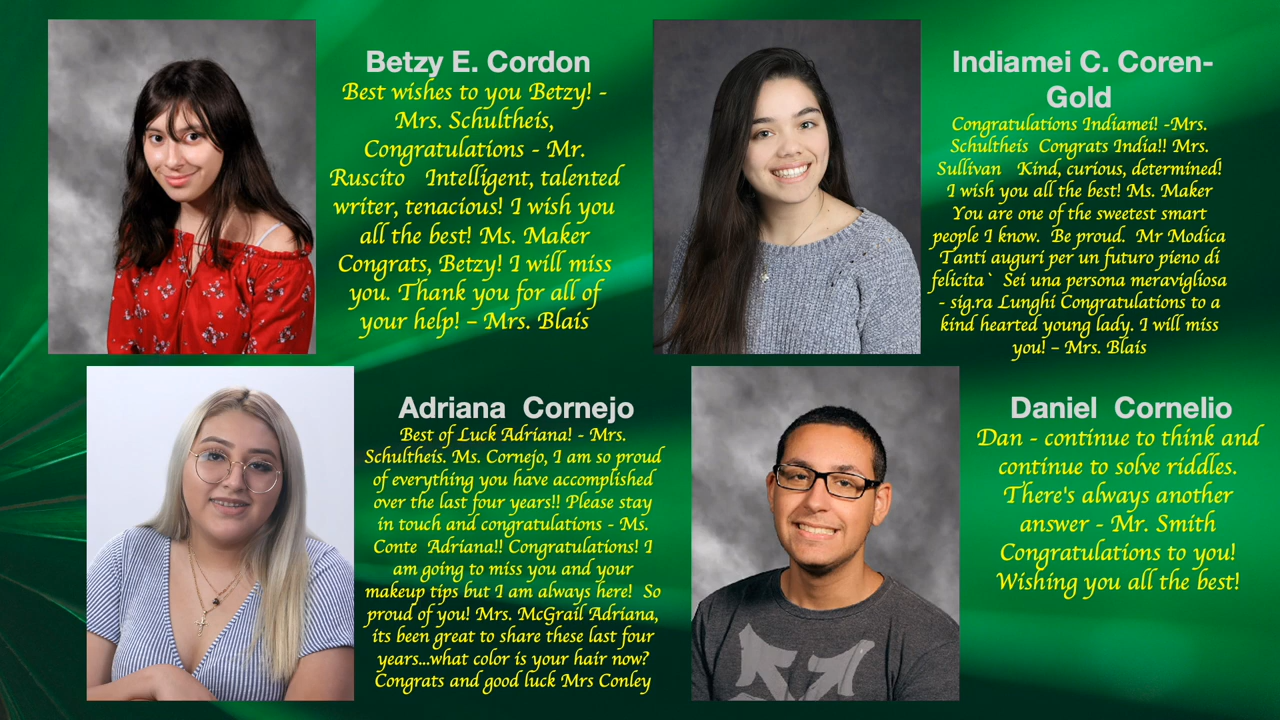 Betzy E. Cordon
Best wishes to you Betzy! -
Mrs. Schultheis,
Congratulations - Mr.
Ruscito   Intelligent, talented
writer, tenacious! I wish you
all the best! Ms. Maker
Congrats, Betzy! I will miss
you. Thank you for all of
your help! – Mrs. Blais
Indiamei C. Coren-
Gold
Congratulations Indiamei! -Mrs.
Schultheis  Congrats India!! Mrs.
Sullivan   Kind, curious, determined!
I wish you all the best! Ms. Maker
You are one of the sweetest smart
people I know.  Be proud.  Mr Modica
Tanti auguri per un futuro pieno di
felicita `  Sei una persona meravigliosa
- sig.ra Lunghi Congratulations to a
kind hearted young lady. I will miss
you! – Mrs. Blais
Adriana  Cornejo
Best of Luck Adriana! - Mrs.
Schultheis. Ms. Cornejo, I am so proud
of everything you have accomplished
over the last four years!! Please stay
in touch and congratulations - Ms.
Conte  Adriana!! Congratulations! I
am going to miss you and your
makeup tips but I am always here!  So
proud of you! Mrs. McGrail Adriana,
its been great to share these last four
years...what color is your hair now?
Congrats and good luck Mrs Conley
Daniel  Cornelio
Dan - continue to think and
continue to solve riddles.
There's always another
answer - Mr. Smith
Congratulations to you!
Wishing you all the best!